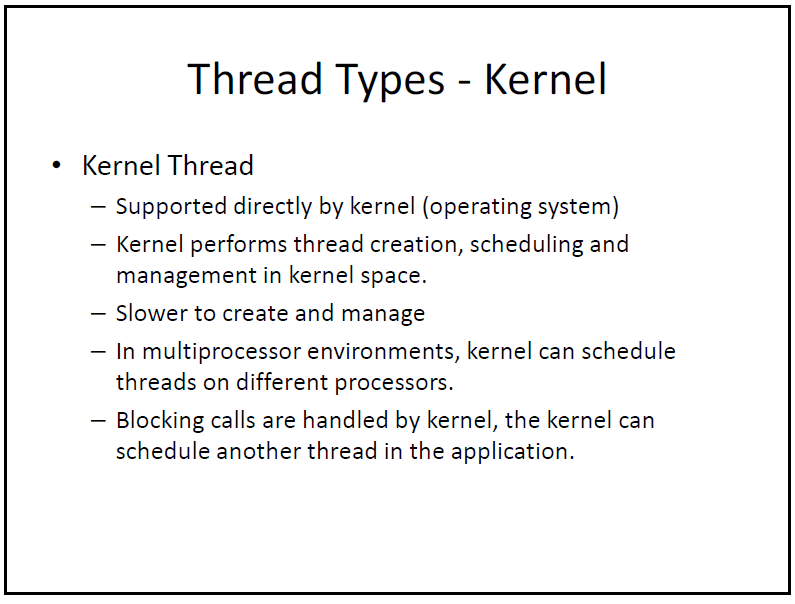 Thread Types - Kernel
• Kernel Thread
– Supported directly by kernel (operating system)
– Kernel performs thread creation, scheduling and
management in kernel space.
– Slower to create and manage
– In multiprocessor environments, kernel can schedule
threads on different processors.
– Blocking calls are handled by kernel, the kernel can
schedule another thread in the application.